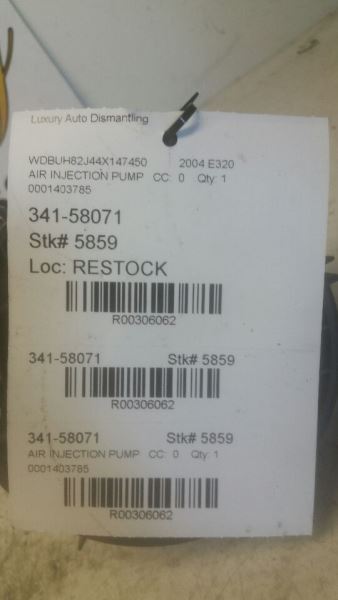 Luxury Auto Dismantling
WDBUH82J44X147450 2004 E320
AIR INJECTION PUMP CC: 0 Qty: 1
0001403785
341-58071
Stk# 5859
Loc: RESTOCK
R00306062
341-58071 Stk# 5859
R00306062
341-58071 Stk# 5859
AIR INJECTION PUMP CC: 0 Qty: 1
0001403785
R00306062